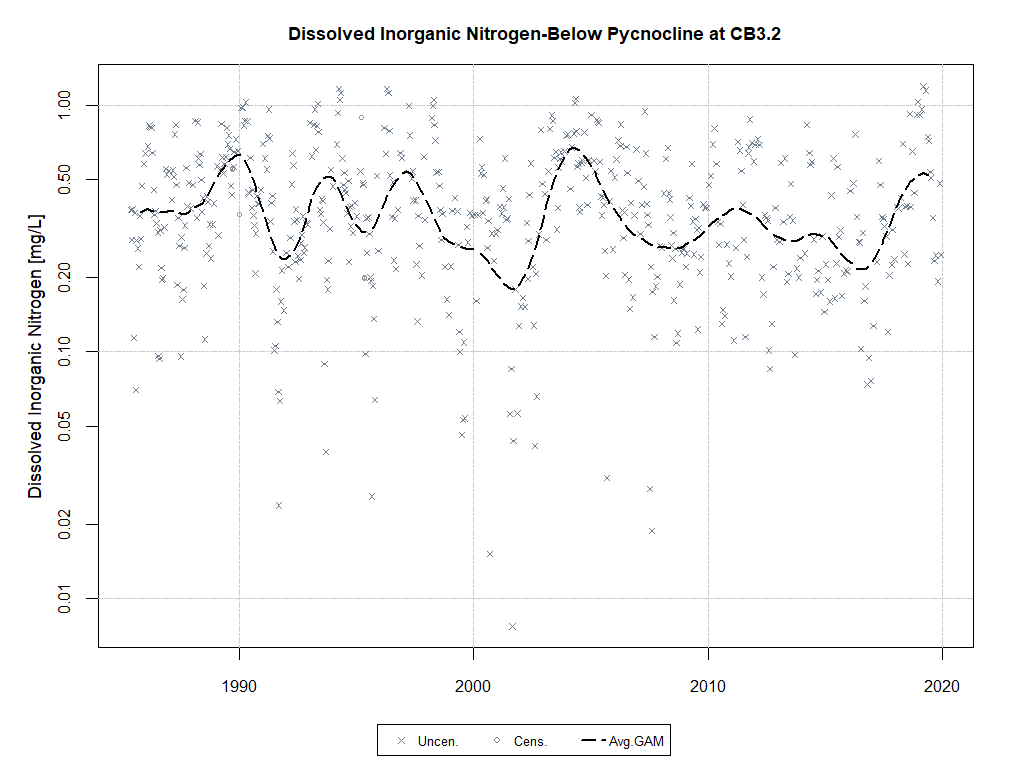 Dissolved Inorganic Nitrogen-Below Pycnocline at CB3.2
Dissolved Inorganic Nitrogen [mg/L]
1.00
0.50
0.20
0.10
0.05
0.02
0.01
1990
2000
2010
2020
Uncen.
Cens.
Avg.GAM